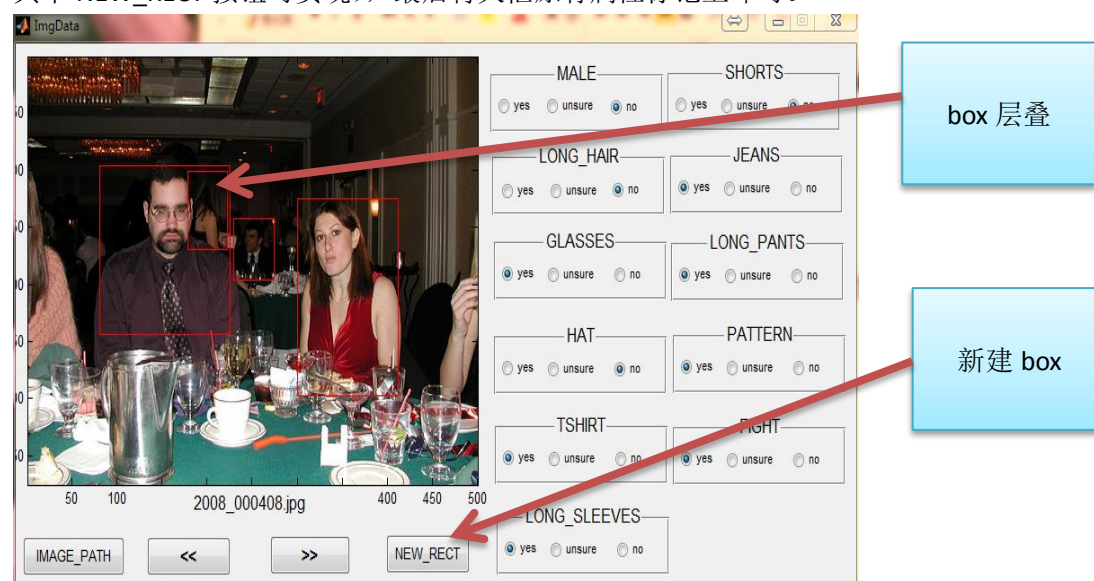 ImgData
MALE
yes unsure no
SHORTS
yes unsure no
box 层叠
LONG_HAIR
yes unsure no
JEANS
yes unsure no
GLASSES
yes unsure no
LONG_PANTS
yes unsure no
HAT
yes unsure no
PATTERN
yes unsure no
新建 box
TSHIRT
yes unsure no
yes unsure no
50 100 400 450 500
2008_000408.jpg
LONG_SLEEVES
yes unsure no
IMAGE_PATH << >> NEW_RECT